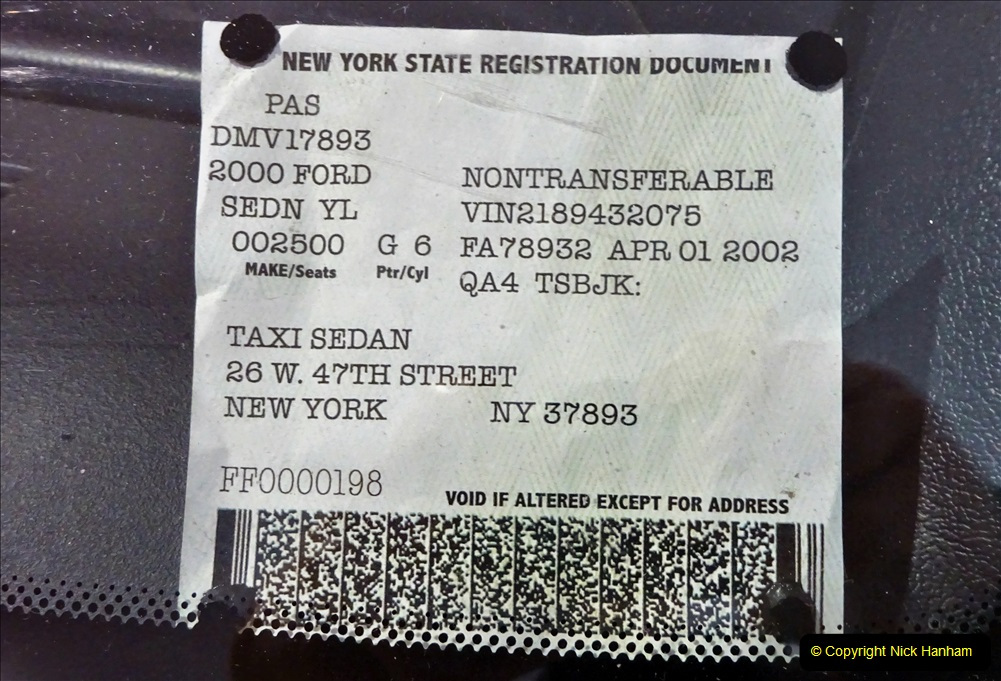 NEW YORK STATE REGISTRATION DOCUMENT
PAS
DMV17893
2000 FORD NONTRANSFERABLE
SEDN YL VIN2189432075
002500 G 6 FA78932 APR 01 2002
MAKE/Seats Ptr/Cyl QA4 TSBJK:
TAXI SEDAN
26 W. 47TH STREET
NEW YORK NY 37893
FF0000198
VOID IF ALTERED EXCEPT FOR ADDRESS
© Copyright Nick Hanham